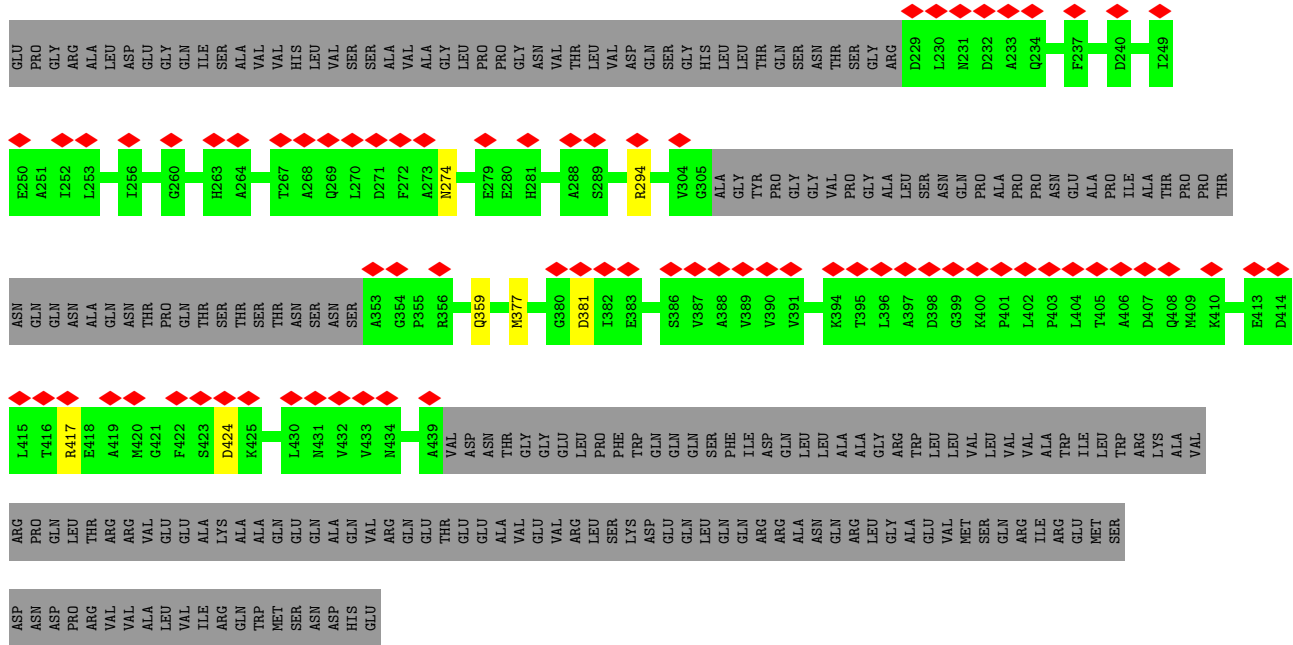 GLU PRO GLY ARG ALA LEU ASP GLU GLY GLN ILE SER ALA VAL VAL HIS LEU VAL SER SER ALA VAL ALA GLY LEU PRO PRO GLY ASN VAL THR LEU VAL ASP GLN SER GLY HIS LEU LEU THR GLN SER ASN THR SER GLY ARG D229 L230 N231 D232 A233 Q234 F237 D240 I249
E250 A251 I252 L253 I256 G260 H263 A264 T267 A268 Q269 L270 D271 F272 A273 N274 E279 E280 H281 A288 S289 R294 V304 G305 ALA GLY TYR PRO GLY GLY VAL PRO GLY ALA LEU SER ASN GLN PRO ALA PRO PRO ASN GLU ALA PRO ILE ALA THR PRO PRO THR
ASN GLN GLN ASN ALA GLN ASN THR PRO GLN THR SER THR SER THR ASN SER ASN SER A353 G354 P355 R356 Q359 M377 G380 D381 I382 E383 S386 V387 A388 V389 V390 V391 K394 T395 L396 A397 D398 G399 K400 P401 L402 P403 L404 T405 A406 D407 Q408 M409 K410 E413 D414
L415 T416 R417 E418 A419 M420 G421 F422 S423 D424 K425 L430 N431 V432 V433 N434 A439 VAL ASP ASN THR GLY GLY GLU LEU PRO PHE TRP GLN GLN GLN SER PHE ILE ASP GLN LEU LEU ALA ALA GLY ARG TRP LEU LEU VAL LEU VAL VAL ALA TRP ILE LEU TRP ARG LYS ALA VAL
ARG PRO GLN LEU THR ARG ARG VAL GLU GLU ALA LYS ALA ALA GLN GLU GLN ALA GLN VAL ARG GLN GLU THR GLU GLU ALA VAL GLU VAL ARG LEU SER LYS ASP GLU GLN LEU GLN GLN ARG ARG ALA ASN GLN ARG LEU GLY ALA GLU VAL MET SER GLN ARG ILE ARG GLU MET SER
ASP ASN ASP PRO ARG VAL VAL ALA LEU VAL ILE ARG GLN TRP MET SER ASN ASP HIS GLU